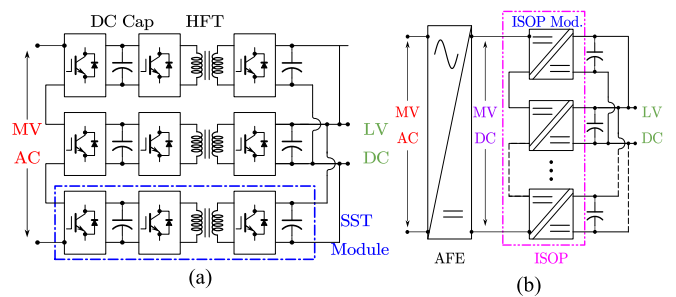 DC Cap HFT
MV
AC
LV
DC
SST
Module
(a)
ISOP Mod.
MV
AC
MV
DC
LV
DC
AFE
ISOP
(b)